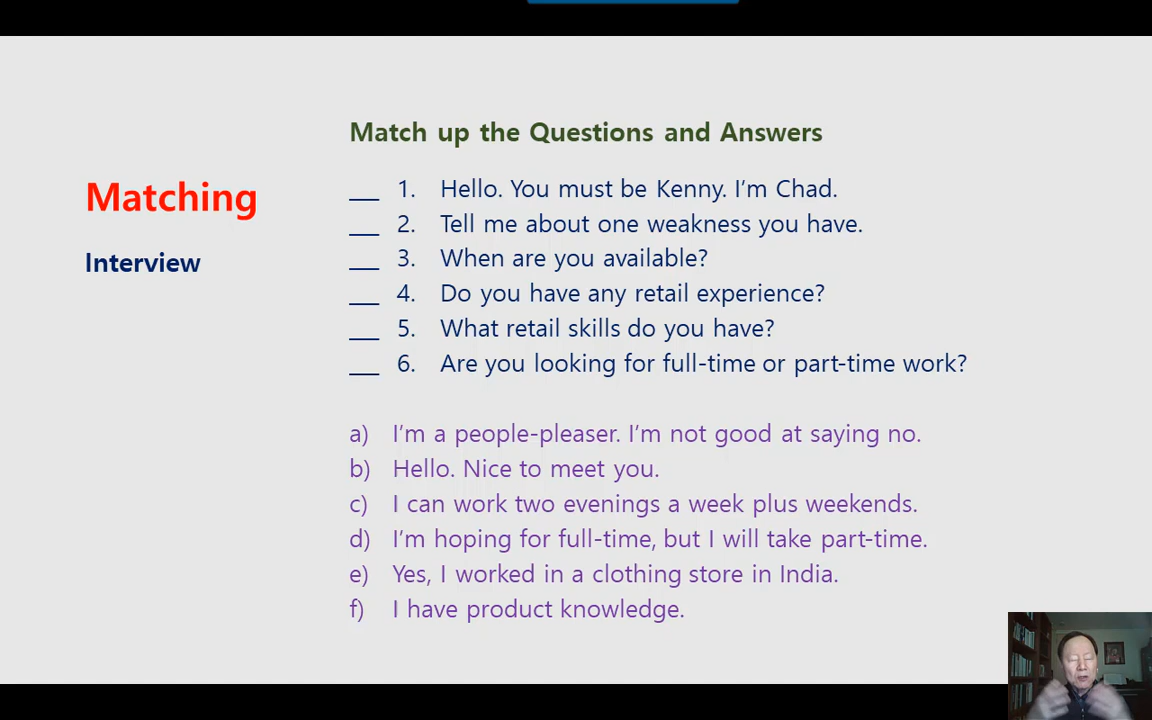 Match up the Questions and Answers
Matching
Interview
___ 1. Hello. You must be Kenny. I’m Chad.
___ 2. Tell me about one weakness you have.
___ 3. When are you available?
___ 4. Do you have any retail experience?
___ 5. What retail skills do you have?
___ 6. Are you looking for full-time or part-time work?
a) I’m a people-pleaser. I’m not good at saying no.
b) Hello. Nice to meet you.
c) I can work two evenings a week plus weekends.
d) I’m hoping for full-time, but I will take part-time.
e) Yes, I worked in a clothing store in India.
f) I have product knowledge.